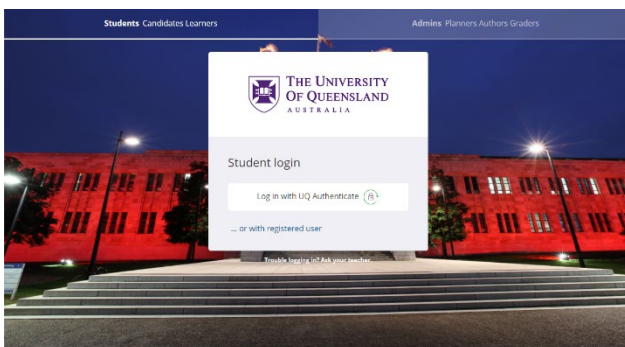 Students Candidates Learners
Admins Planners Authors Graders
THE UNIVERSITY
OF QUEENSLAND
AUSTRALIA
Student login
Log in with UQ Authenticate
... or with registered user
Trouble logging in? Ask your teacher.